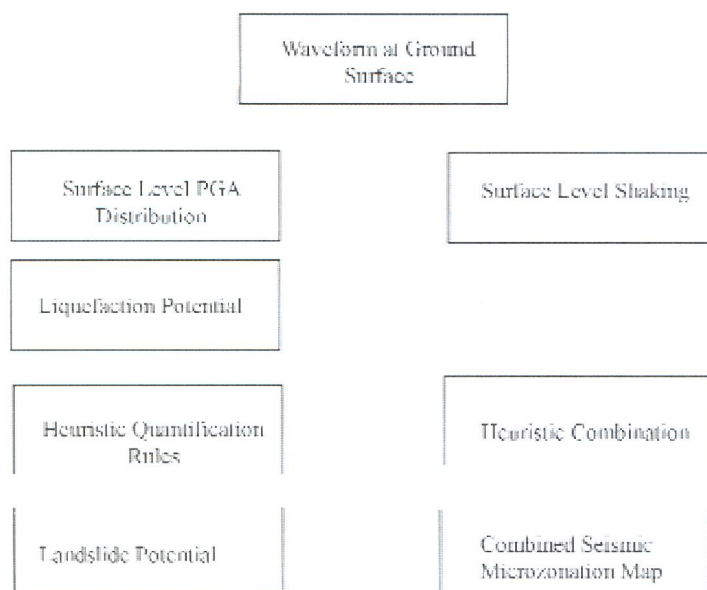 Waveform at Ground
Surface
Surface Level PGA
Distribution
Surface Level Shaking
Liquefaction Potential
Heuristic Quantification
Rules
Heuristic Combination
Landslide Potential
Combined Seismic
Microzonation Map